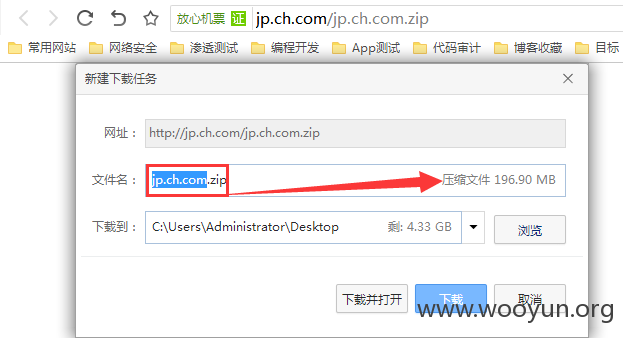 放心机票 证 jp.ch.com/jp.ch.com.zip
常用网站 网络安全 渗透测试 编程开发 App测试 代码审计 博客收藏 目标
新建下载任务
网址： http://jp.ch.com/jp.ch.com.zip
文件名： jp.ch.com.zip 压缩文件 196.90 MB
下载到： C:\Users\Administrator\Desktop 剩: 4.33 GB 浏览
下载并打开 下载 取消
www.wooyun.org